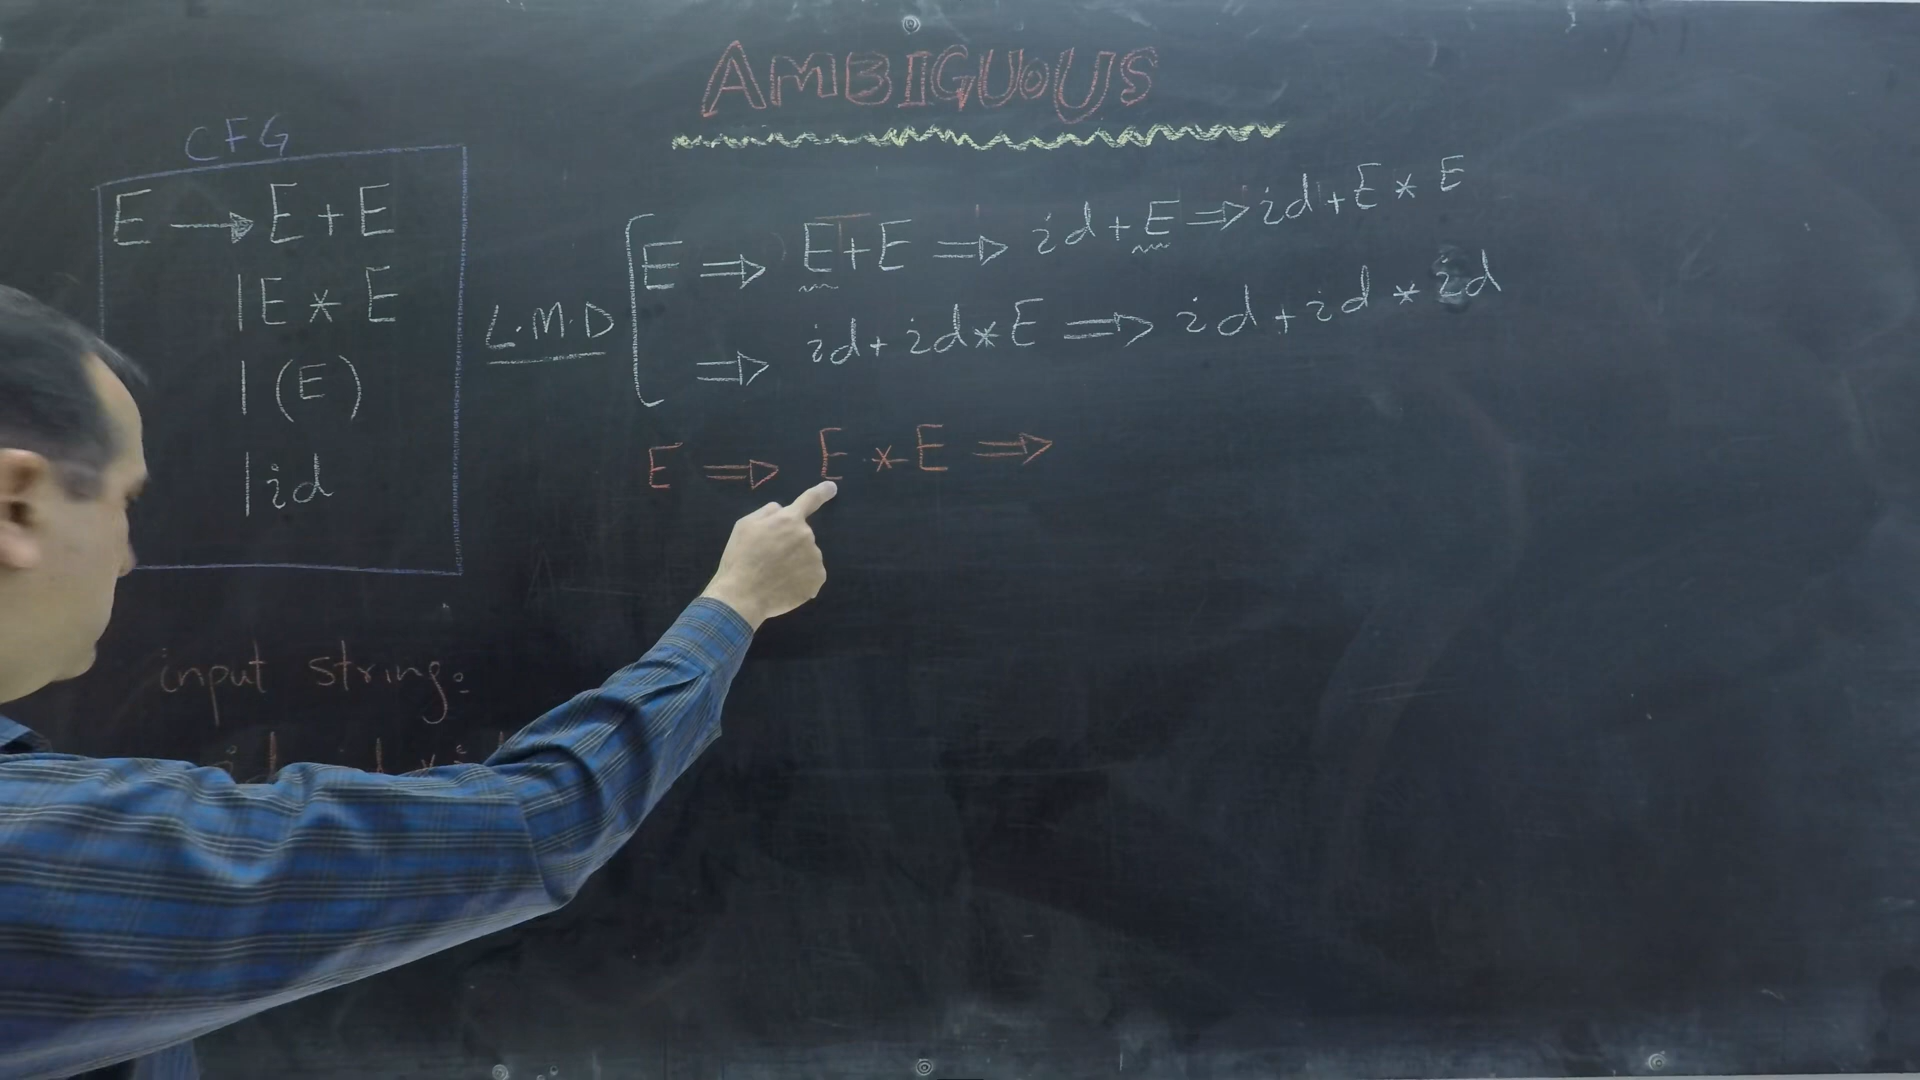 AMBIGUOUS
CFG
E → E + E
| E * E
| (E)
| id
L.M.D
E ⇒ E + E ⇒ id + E ⇒ id + E * E
⇒ id + id * E ⇒ id + id * id
E ⇒ E * E ⇒
input string: